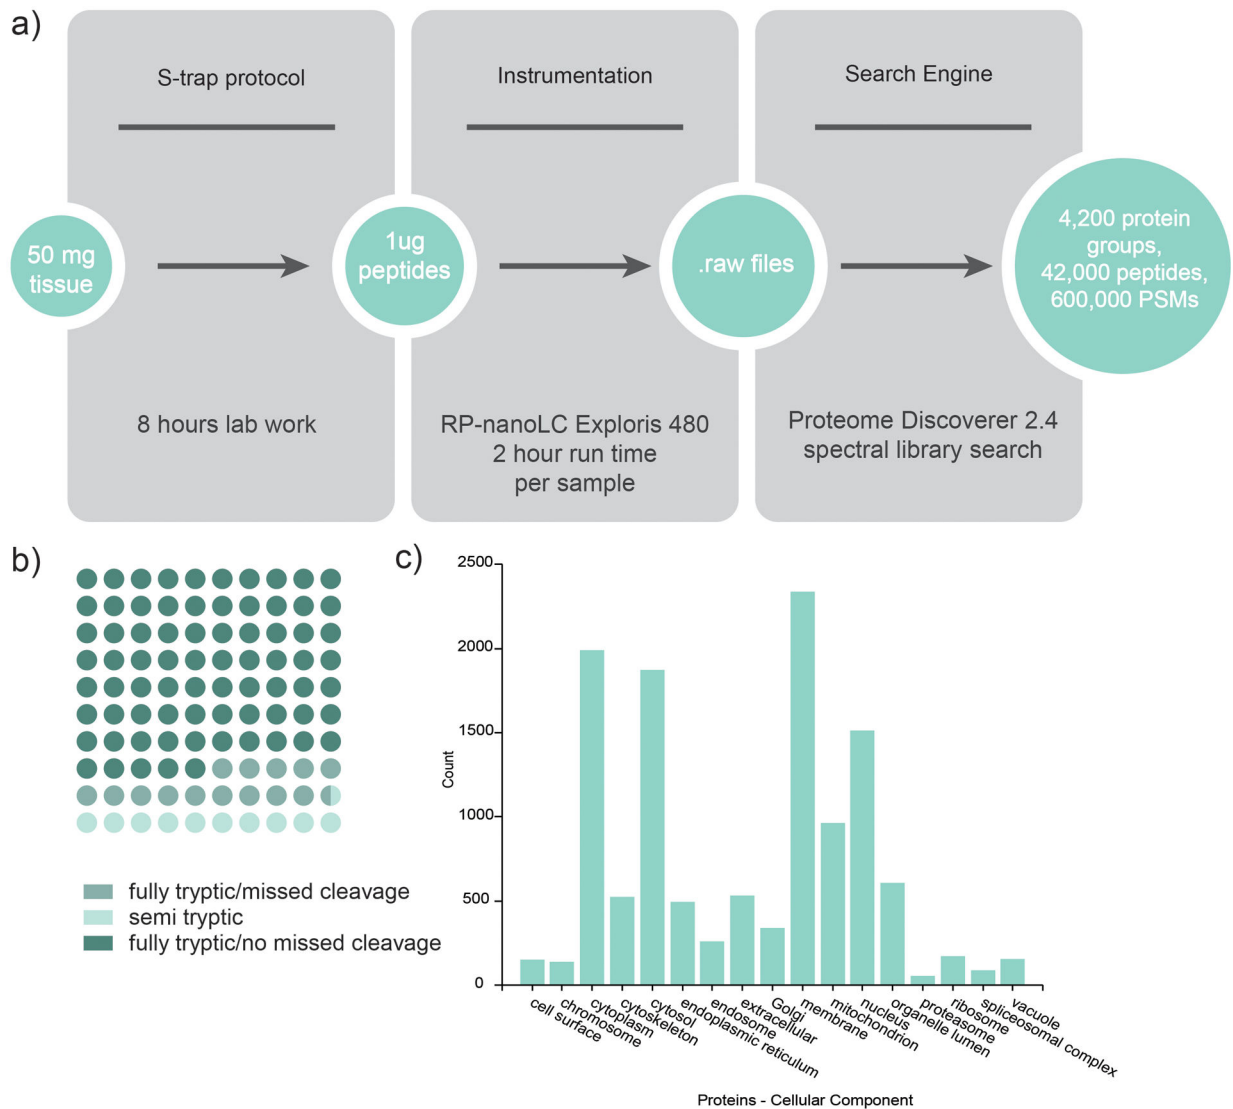 a)
S-trap protocol
Instrumentation
Search Engine
50 mg
tissue
1ug
peptides
.raw files
4,200 protein
groups,
42,000 peptides,
600,000 PSMs
8 hours lab work
RP-nanoLC Exploris 480
2 hour run time
per sample
Proteome Discoverer 2.4
spectral library search
b)
fully tryptic/missed cleavage
semi tryptic
fully tryptic/no missed cleavage
c)
2500
2000
1500
1000
500
0
Count
cell surface
chromosome
cytoplasm
cytoskeleton
cytosol
endoplasmic reticulum
endosome
extracellular
Golgi
membrane
mitochondrion
nucleus
organelle lumen
proteasome
ribosome
spliceosomal complex
vacuole
Proteins - Cellular Component